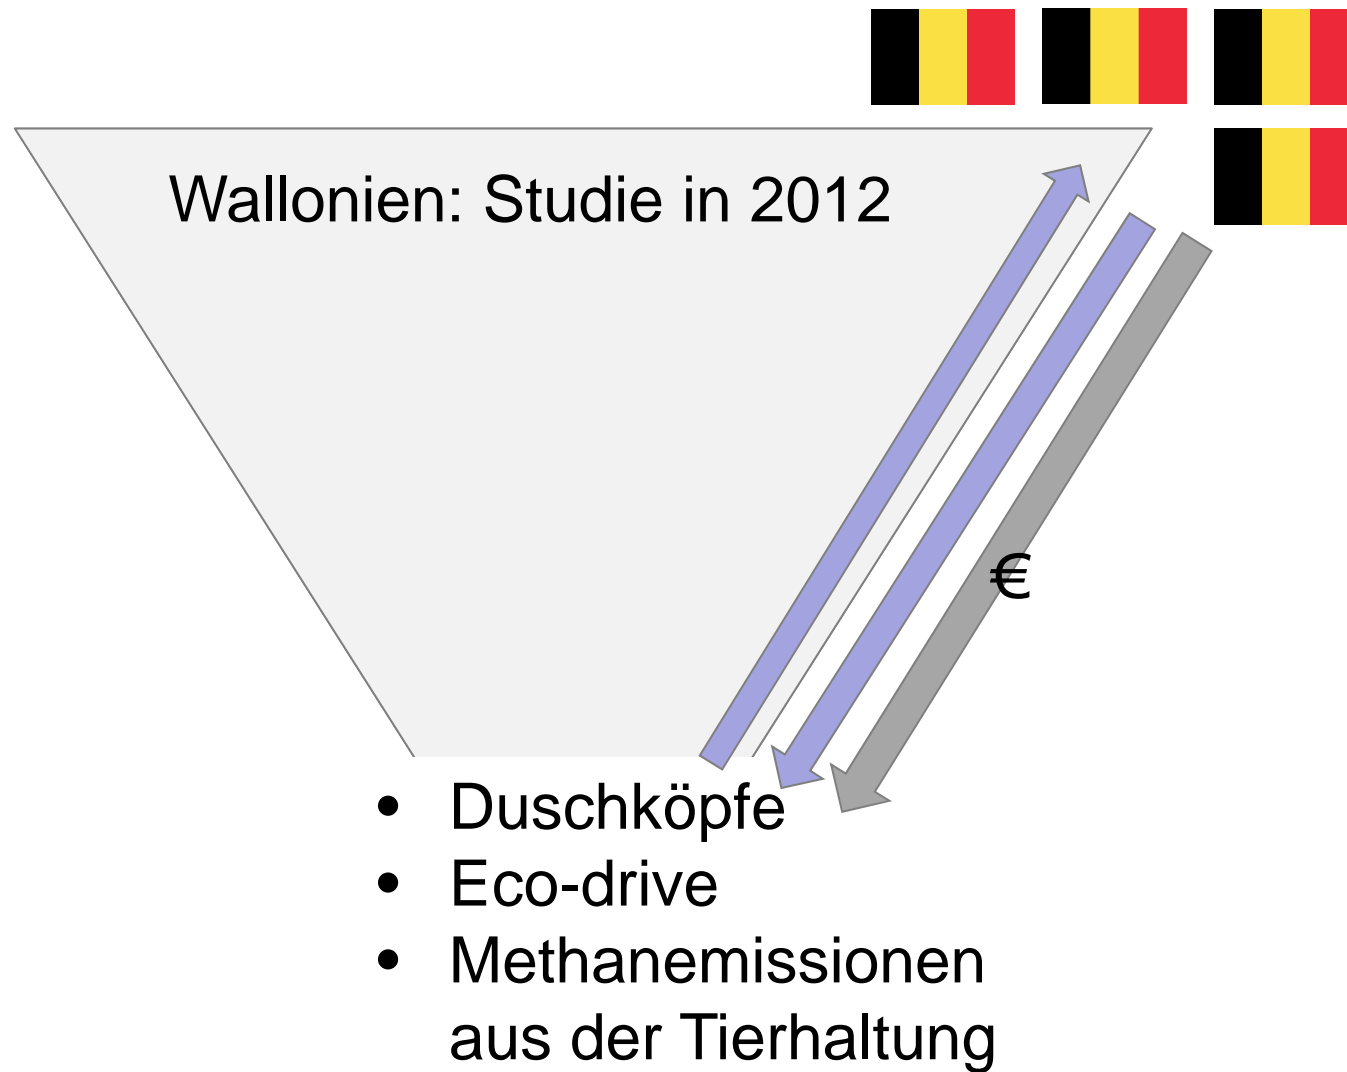 Wallonien: Studie in 2012
€
• Duschköpfe
• Eco-drive
• Methanemissionen
aus der Tierhaltung